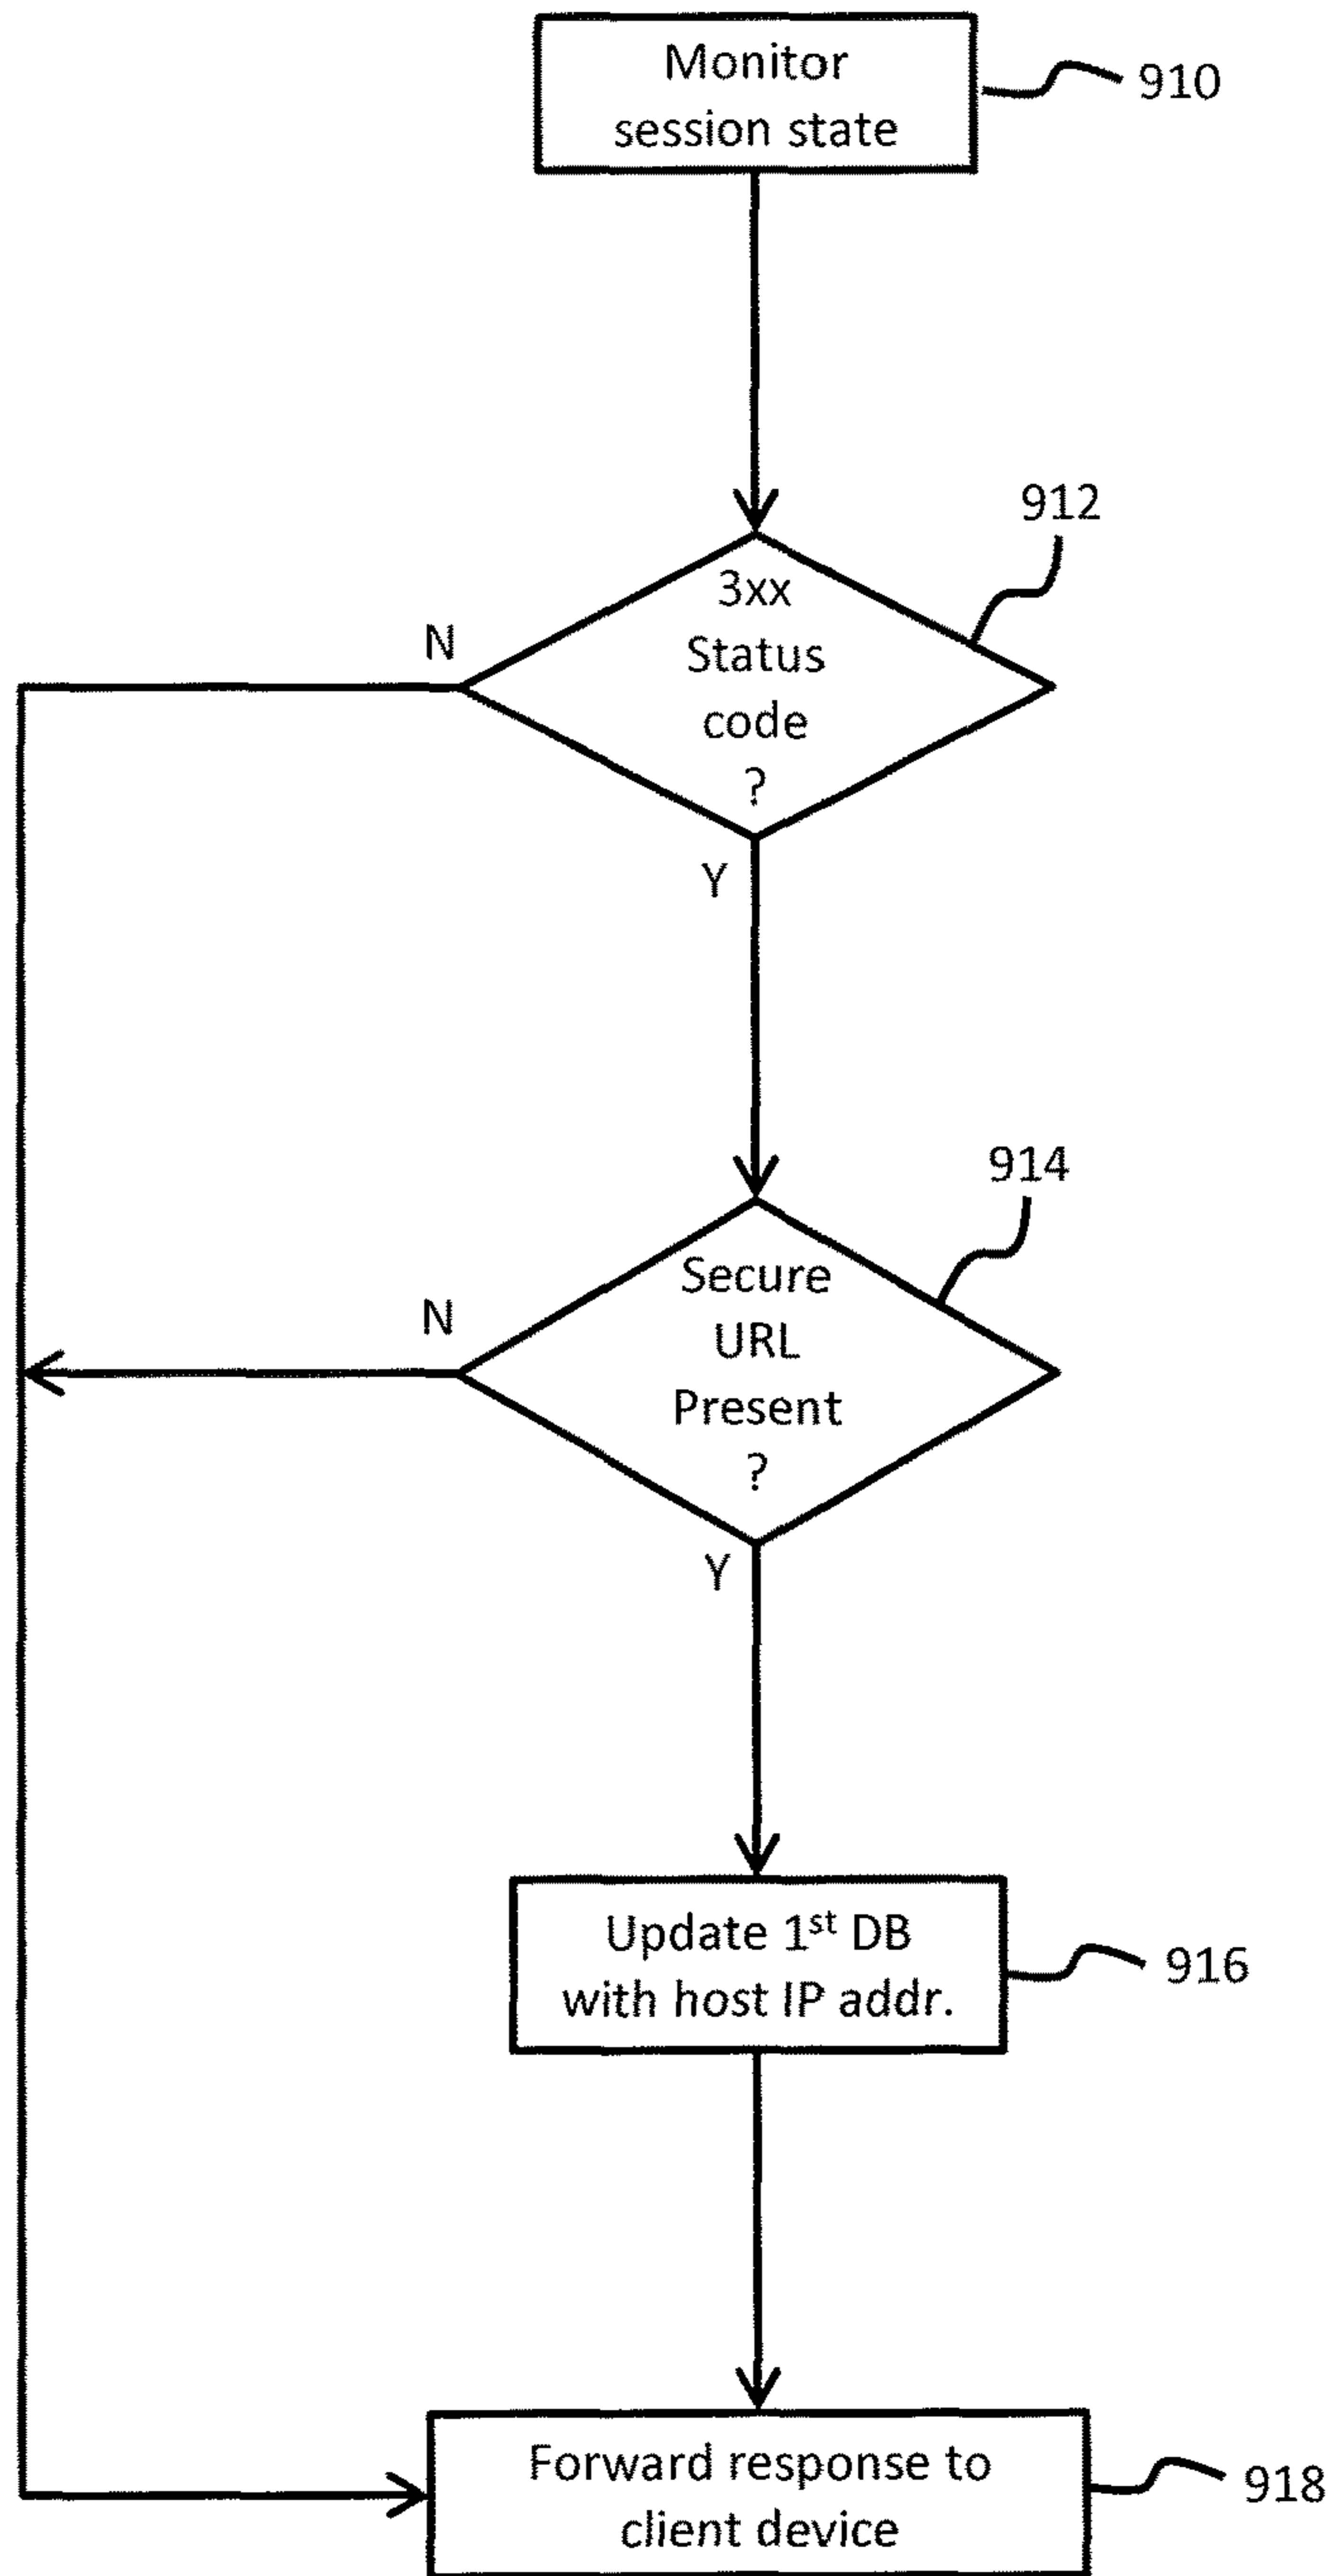 Monitor
session state
910
912
3xx
Status
code
?
N
Y
914
Secure
URL
Present
?
N
Y
Update 1st DB
with host IP addr.
916
Forward response to
client device
918